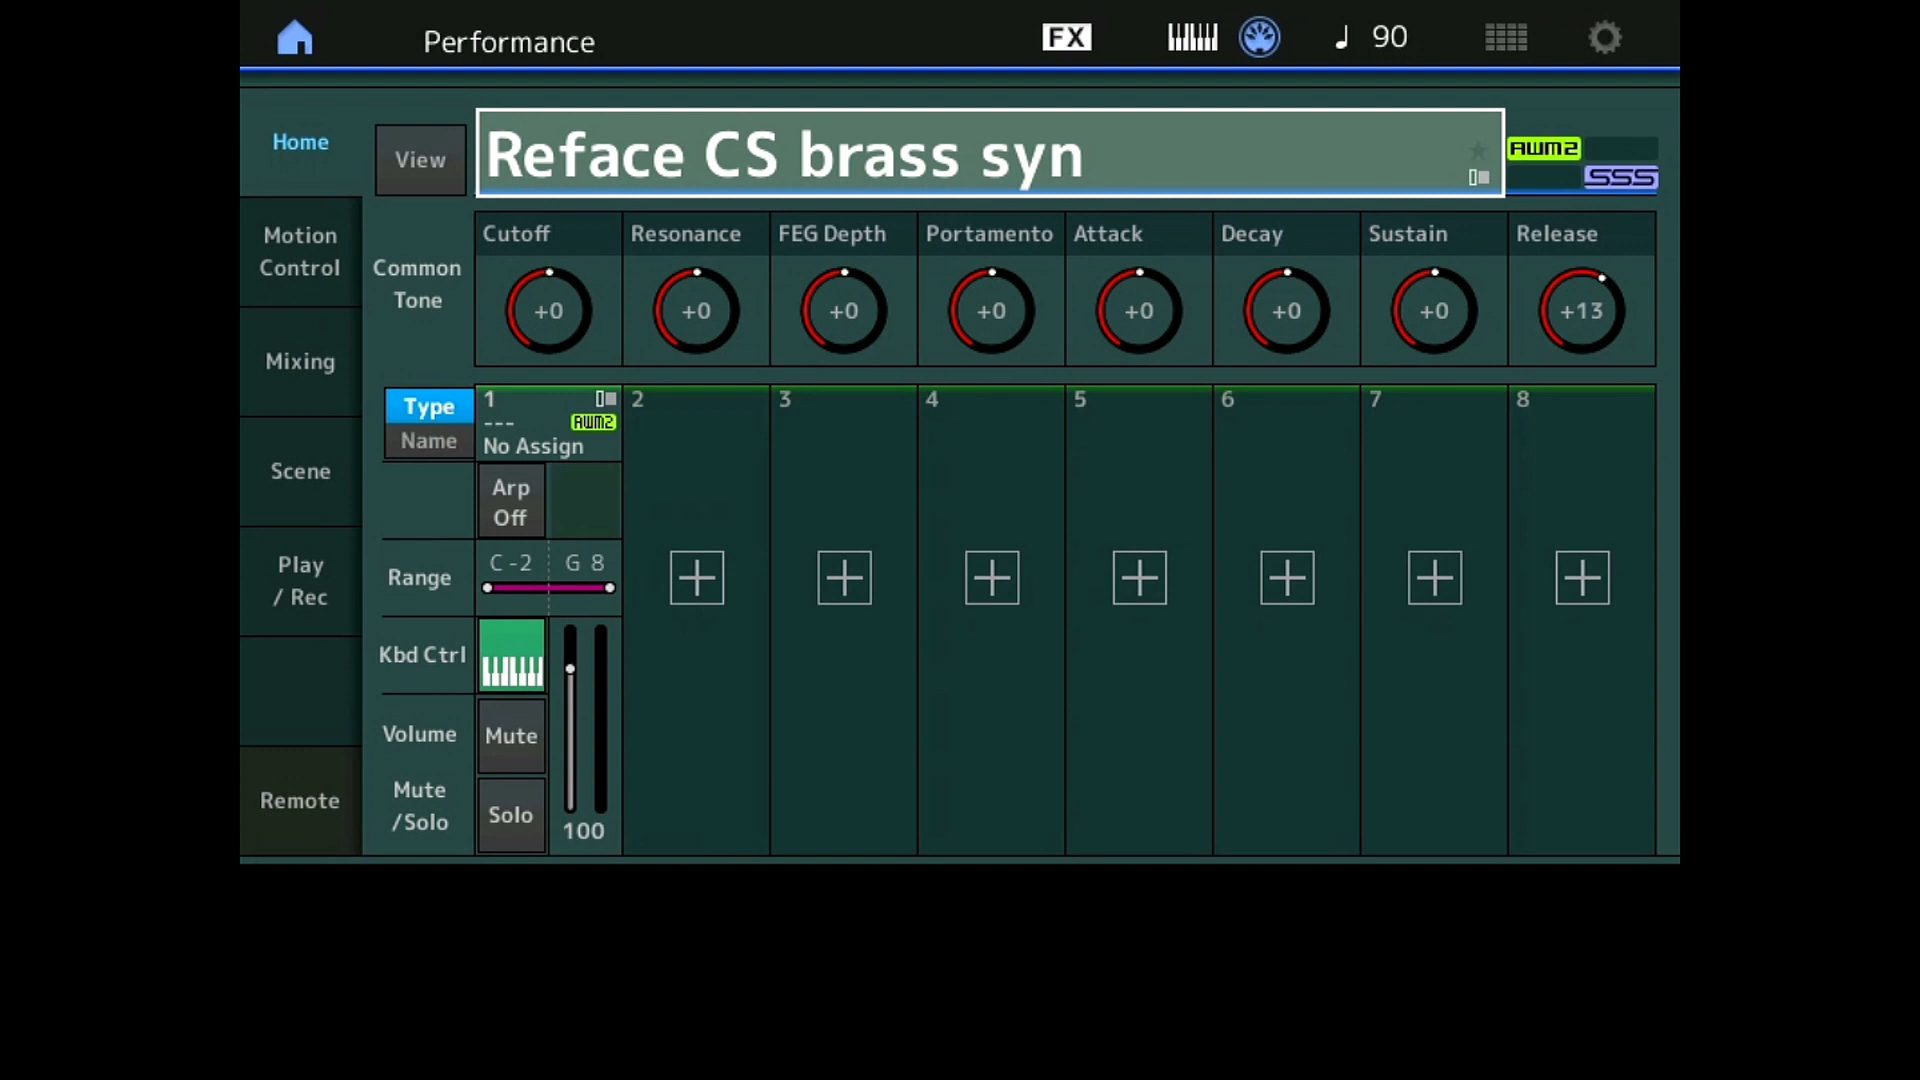 Performance
FX
90
Home
View
Reface CS brass syn
AWM2
SSS
Motion
Control
Common
Tone
Cutoff
Resonance
FEG Depth
Portamento
Attack
Decay
Sustain
Release
+0
+0
+0
+0
+0
+0
+0
+13
Mixing
Type
Name
1
---
AWM2
No Assign
2
3
4
5
6
7
8
Scene
Arp
Off
Play
/ Rec
Range
C -2
G 8
Kbd Ctrl
Volume
Mute
Mute
/Solo
Solo
100
Remote